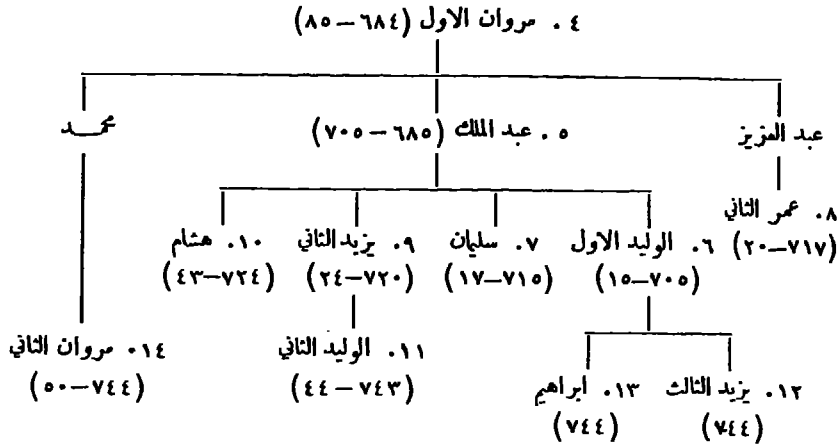 ٤ . مروان الاول (٦٨٤–٨٥)
عبد العزيز
٥ . عبد الملك (٦٨٥–٧٠٥)
محمد
٨. عمر الثاني
(٧١٧–٢٠)
٦. الوليد الاول
(٧٠٥–١٥)
٧. سليمان
(٧١٥–١٧)
٩. يزيد الثاني
(٧٢٠–٢٤)
١٠. هشام
(٧٢٤–٤٣)
١٢. يزيد الثالث
(٧٤٤)
١٣. ابراهيم
(٧٤٤)
١١. الوليد الثاني
(٧٤٣–٤٤)
١٤. مروان الثاني
(٧٤٤–٥٠)